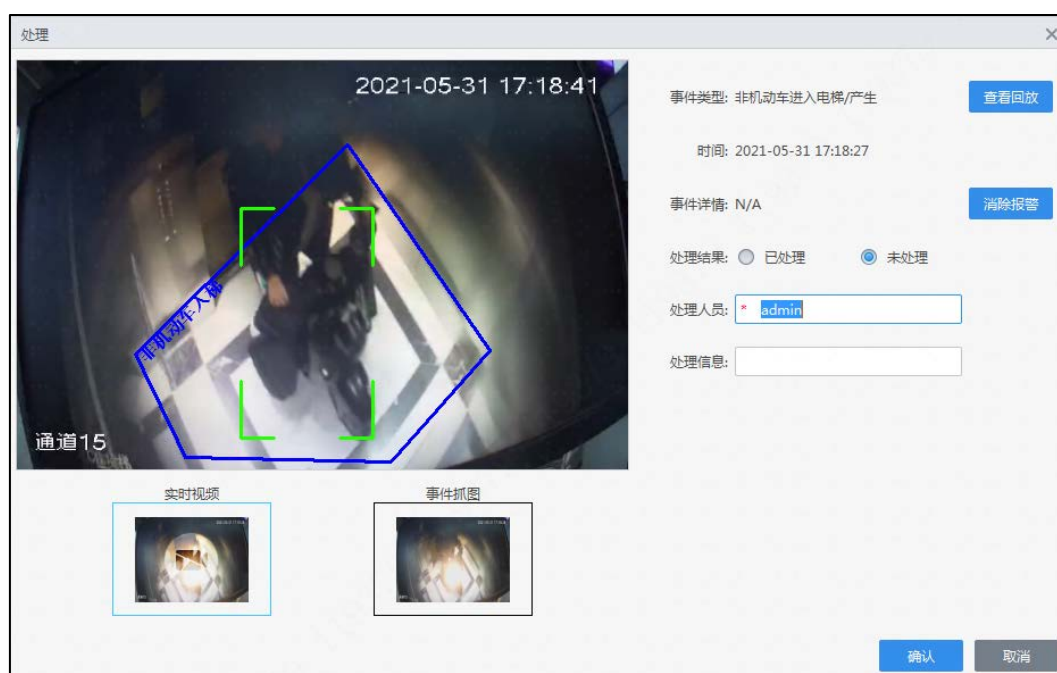 处理
2021-05-31 17:18:41
非机动车入梯
通道15
实时视频
事件抓图
事件类型: 非机动车进入电梯/产生
查看回放
时间: 2021-05-31 17:18:27
事件详情: N/A
消除报警
处理结果: 已处理 未处理
处理人员: * admin
处理信息:
确认
取消